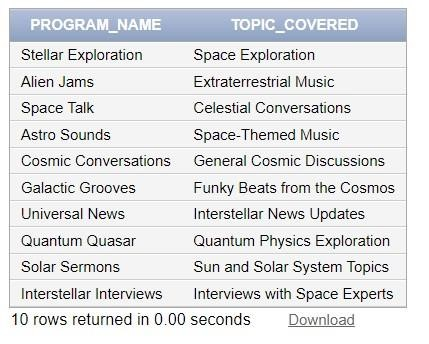 PROGRAM_NAME TOPIC_COVERED
Stellar Exploration Space Exploration
Alien Jams Extraterrestrial Music
Space Talk Celestial Conversations
Astro Sounds Space-Themed Music
Cosmic Conversations General Cosmic Discussions
Galactic Grooves Funky Beats from the Cosmos
Universal News Interstellar News Updates
Quantum Quasar Quantum Physics Exploration
Solar Sermons Sun and Solar System Topics
Interstellar Interviews Interviews with Space Experts
10 rows returned in 0.00 seconds Download